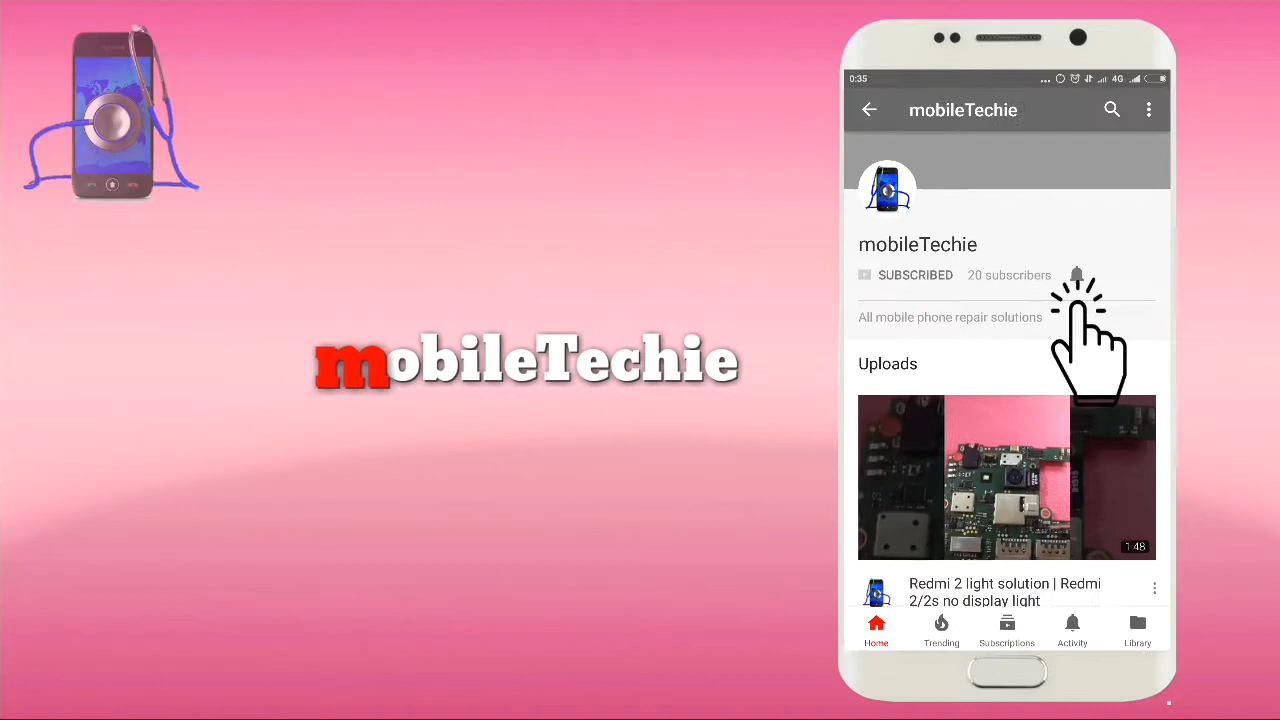 mobileTechie
0:35
4G
mobileTechie
mobileTechie
SUBSCRIBED 20 subscribers
All mobile phone repair solutions
Uploads
1:48
Redmi 2 light solution | Redmi
2/2s no display light
Home Trending Subscriptions Activity Library